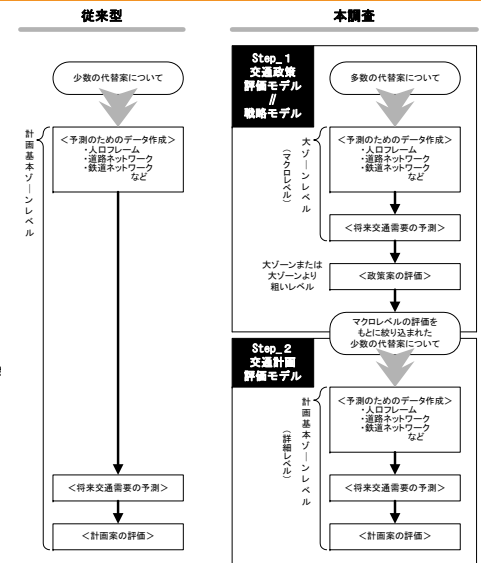 従来型
少数の代替案について
計画基本ゾーンレベル
＜予測のためのデータ作成＞
・人口フレーム
・道路ネットワーク
・鉄道ネットワーク
など
＜将来交通需要の予測＞
＜計画案の評価＞
本調査
Step_1
交通政策
評価モデル
//
戦略モデル
多数の代替案について
大ゾーンレベル
（マクロレベル）
＜予測のためのデータ作成＞
・人口フレーム
・道路ネットワーク
・鉄道ネットワーク
など
＜将来交通需要の予測＞
大ゾーンまたは
大ゾーンより
粗いレベル
＜政策案の評価＞
マクロレベルの評価を
もとに絞り込まれた
少数の代替案について
Step_2
交通計画
評価モデル
計画基本ゾーンレベル
（詳細レベル）
＜予測のためのデータ作成＞
・人口フレーム
・道路ネットワーク
・鉄道ネットワーク
など
＜将来交通需要の予測＞
＜計画案の評価＞